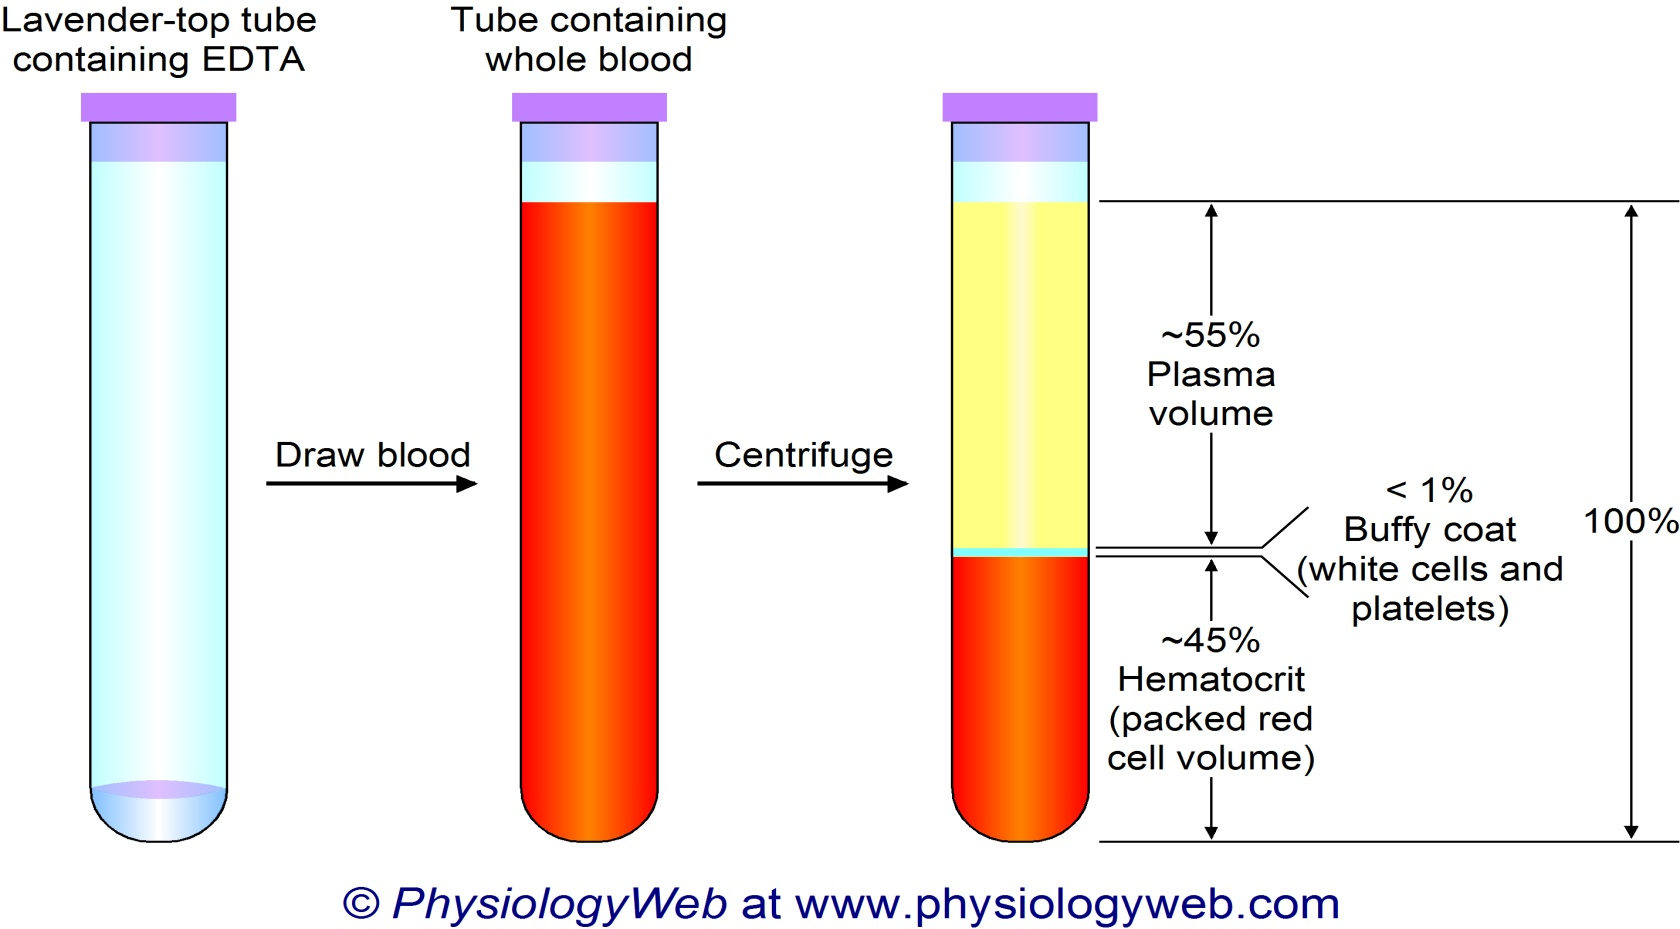 Lavender-top tube
containing EDTA
Tube containing
whole blood
Draw blood
Centrifuge
~55%
Plasma
volume
< 1%
Buffy coat
(white cells and
platelets)
100%
~45%
Hematocrit
(packed red
cell volume)
© PhysiologyWeb at www.physiologyweb.com